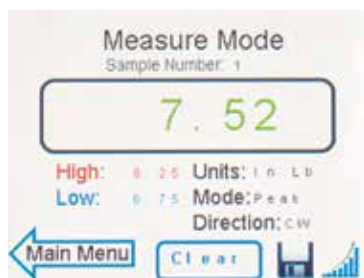 Measure Mode
Sample Number: 1
7.52
High: 8 25 Units: In Lb
Low: 6 75 Mode: Peak
Direction: CW
Main Menu Clear